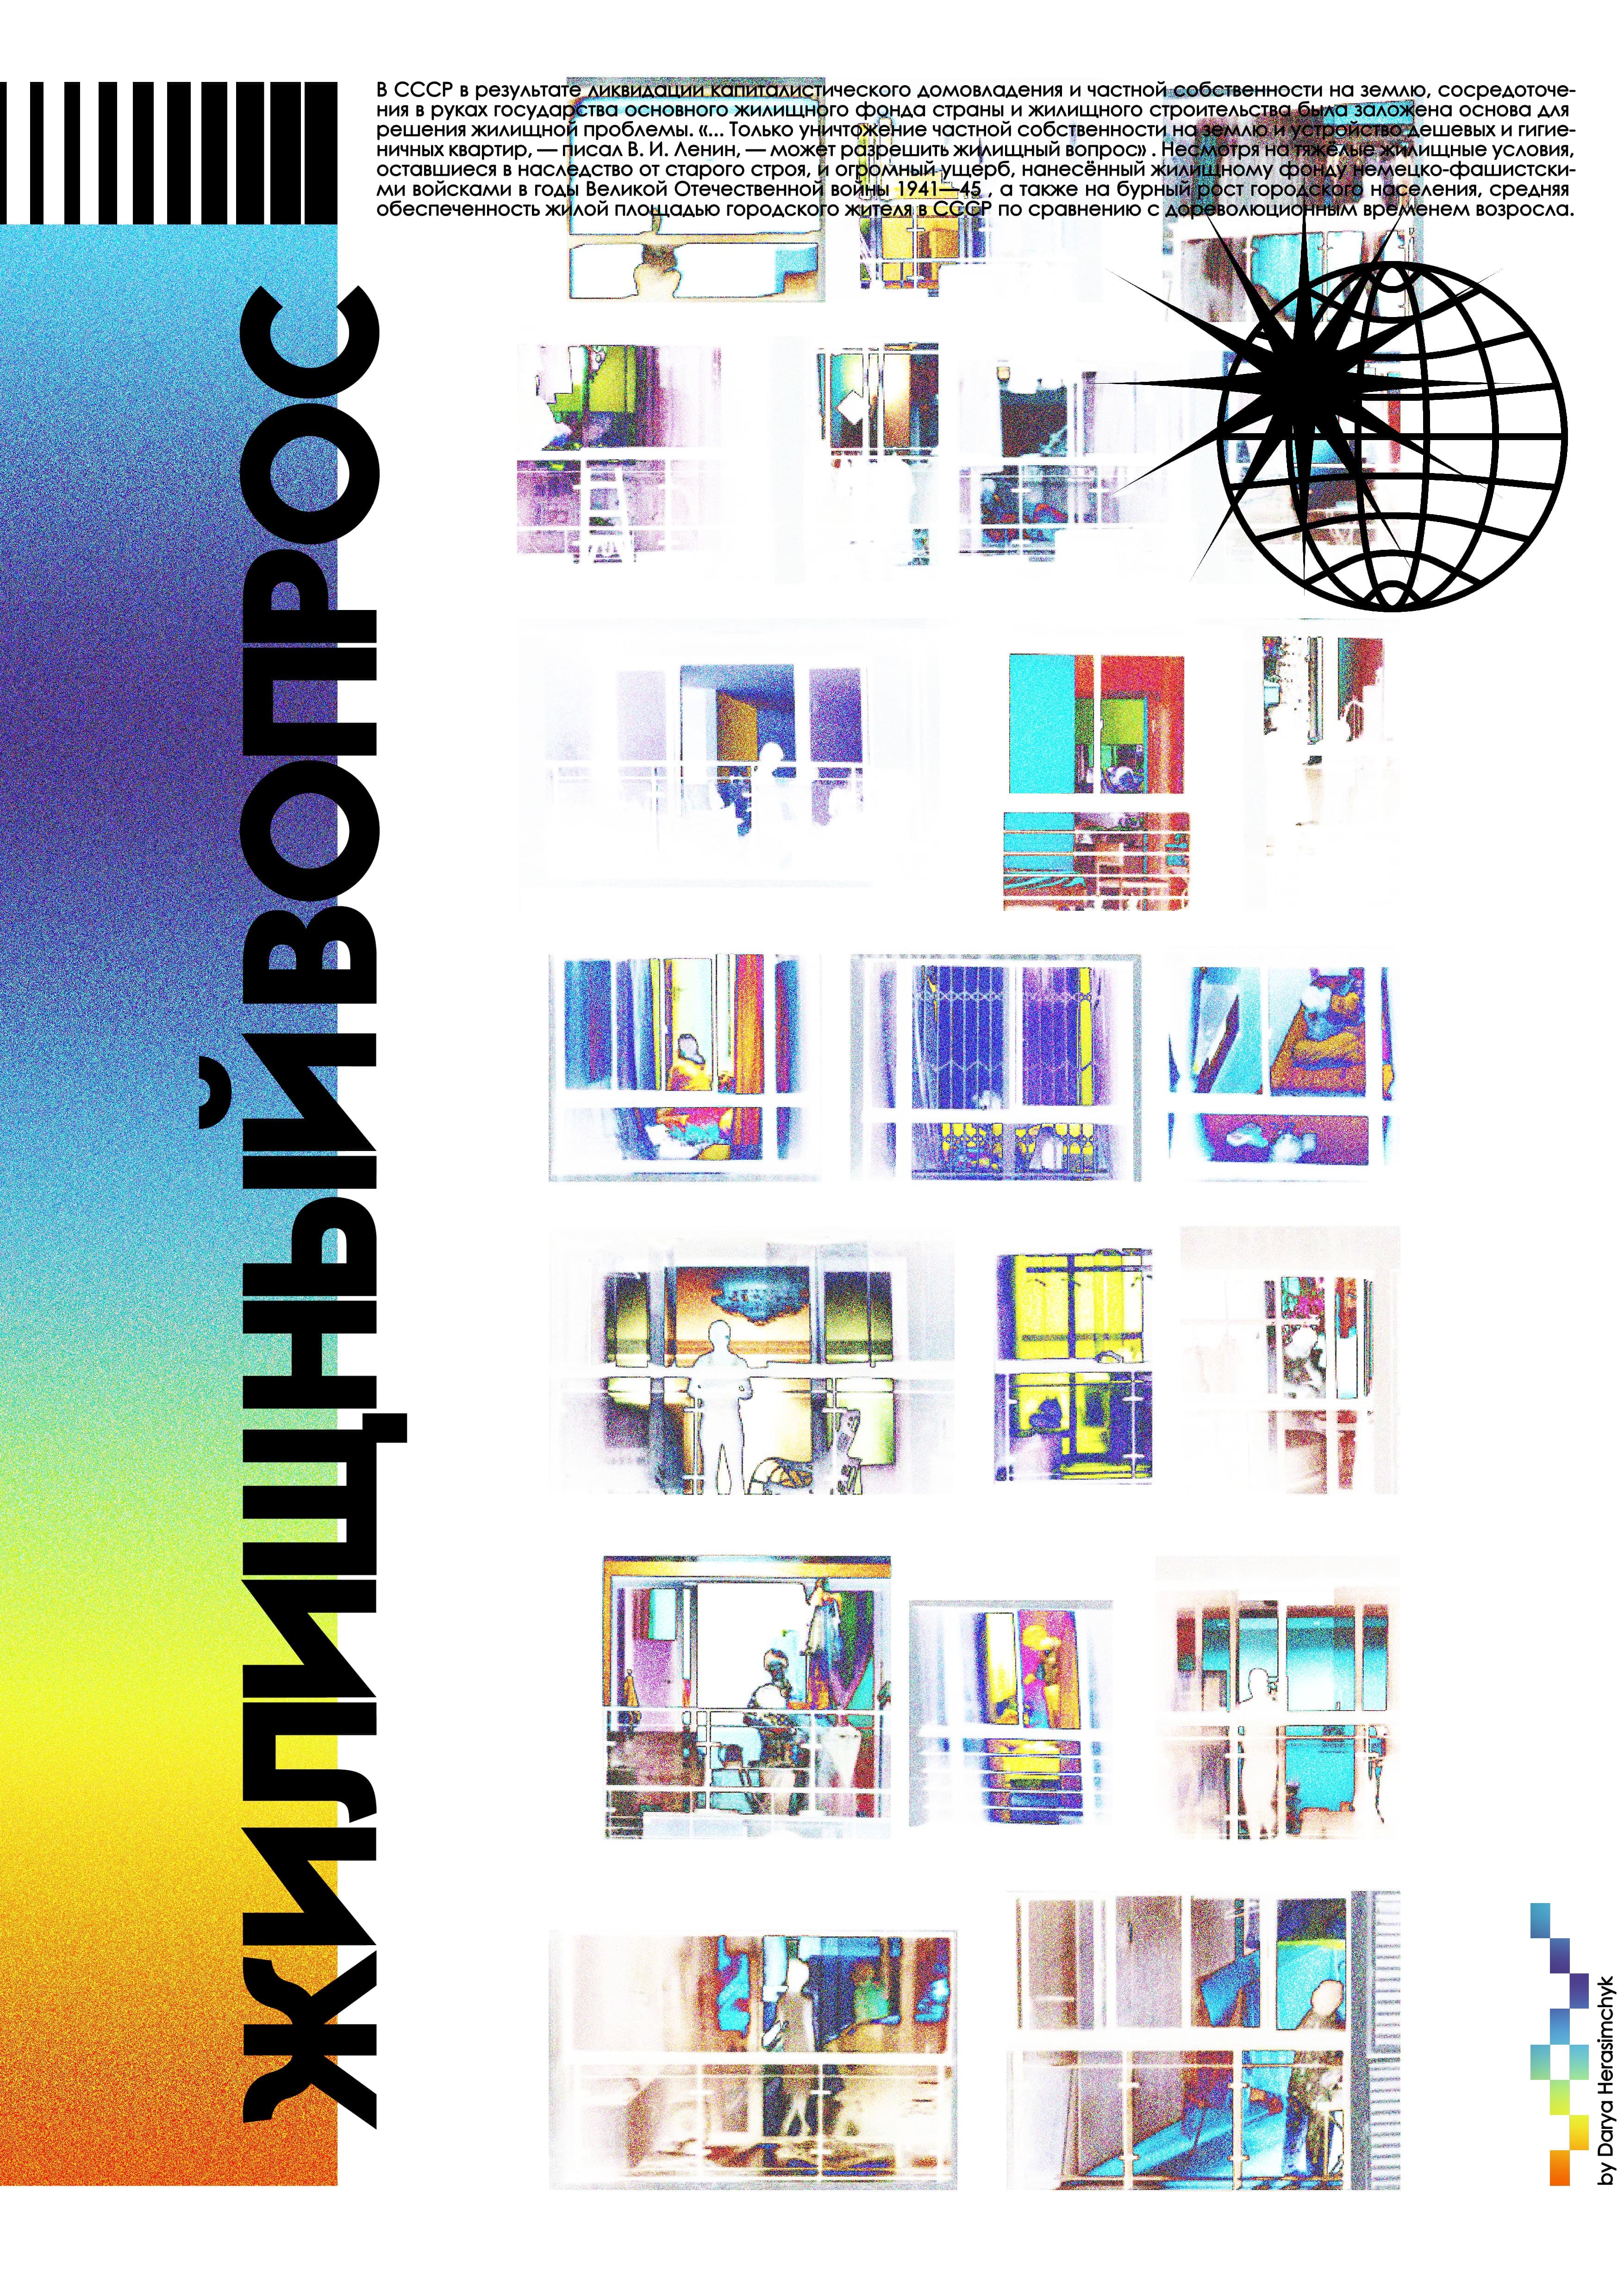 В СССР в результате ликвидации капиталистического домовладения и частной собственности на землю, сосредоточе-
ния в руках государства основного жилищного фонда страны и жилищного строительства была заложена основа для
решения жилищной проблемы. «... Только уничтожение частной собственности на землю и устройство дешевых и гигие-
ничных квартир, — писал В. И. Ленин, — может разрешить жилищный вопрос» . Несмотря на тяжёлые жилищные условия,
оставшиеся в наследство от старого строя, и огромный ущерб, нанесённый жилищному фонду немецко-фашистски-
ми войсками в годы Великой Отечественной войны 1941—45 , а также на бурный рост городского населения, средняя
обеспеченность жилой площадью городского жителя в СССР по сравнению с дореволюционным временем возросла.
ЖИЛИЩНЫЙ ВОПРОС
by Darya Herasimchyk